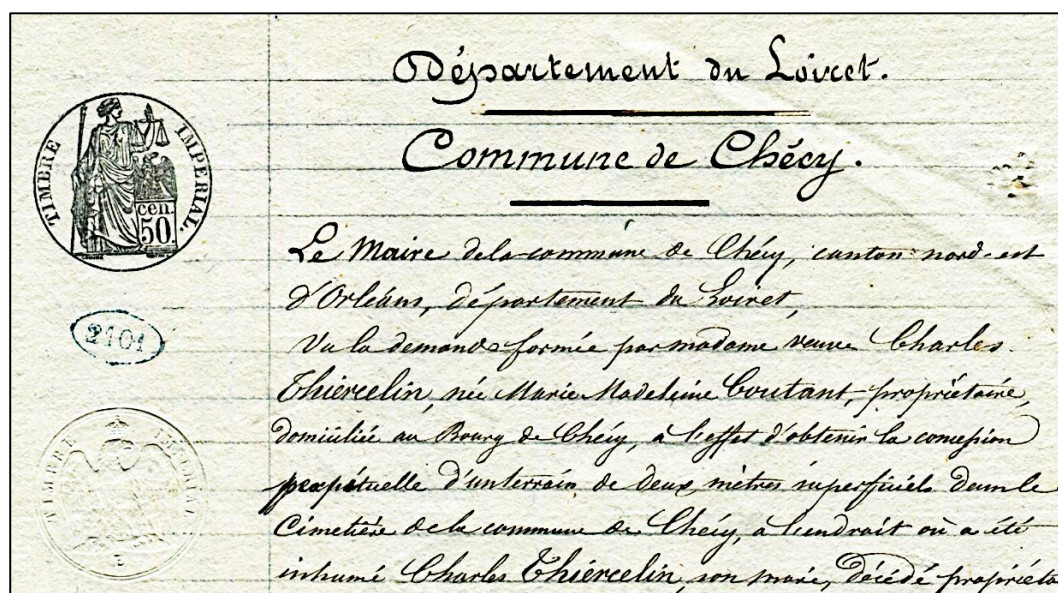 Département du Loiret.
Commune de Chécy.
TIMBRE IMPERIAL.
cen.
50
Le Maire de la commune de Chécy, canton nord-est
d'Orléans, département du Loiret,
2101
Vu la demande formée par madame veuve Charles
Thiercelin, née Marie Madeleine Coutant, propriétaire,
domiciliée au Bourg de Chécy, à l'effet d'obtenir la concession
perpétuelle d'un terrain de deux mètres superficiels dans le
Cimetière de la commune de Chécy, à l'endroit où a été
TIMBRE
inhumé Charles Thiercelin, son mari, décédé propriéta